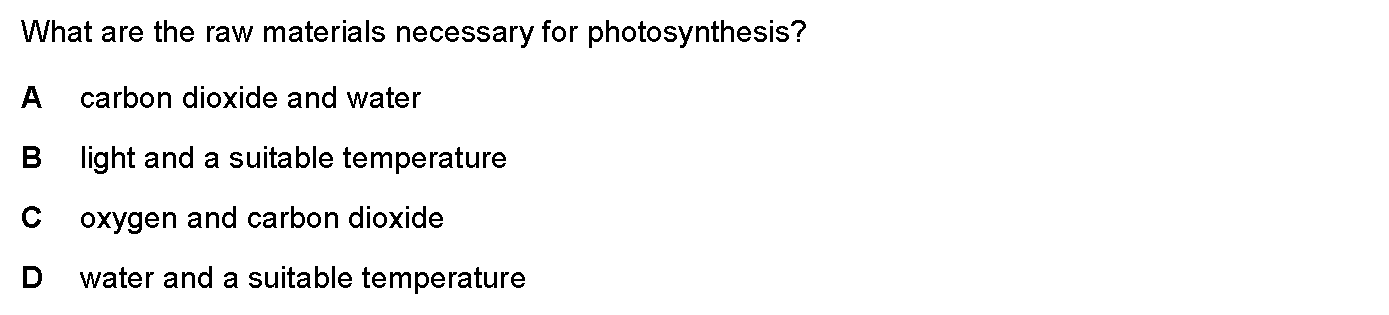 What are the raw materials necessary for photosynthesis?
A carbon dioxide and water
B light and a suitable temperature
C oxygen and carbon dioxide
D water and a suitable temperature